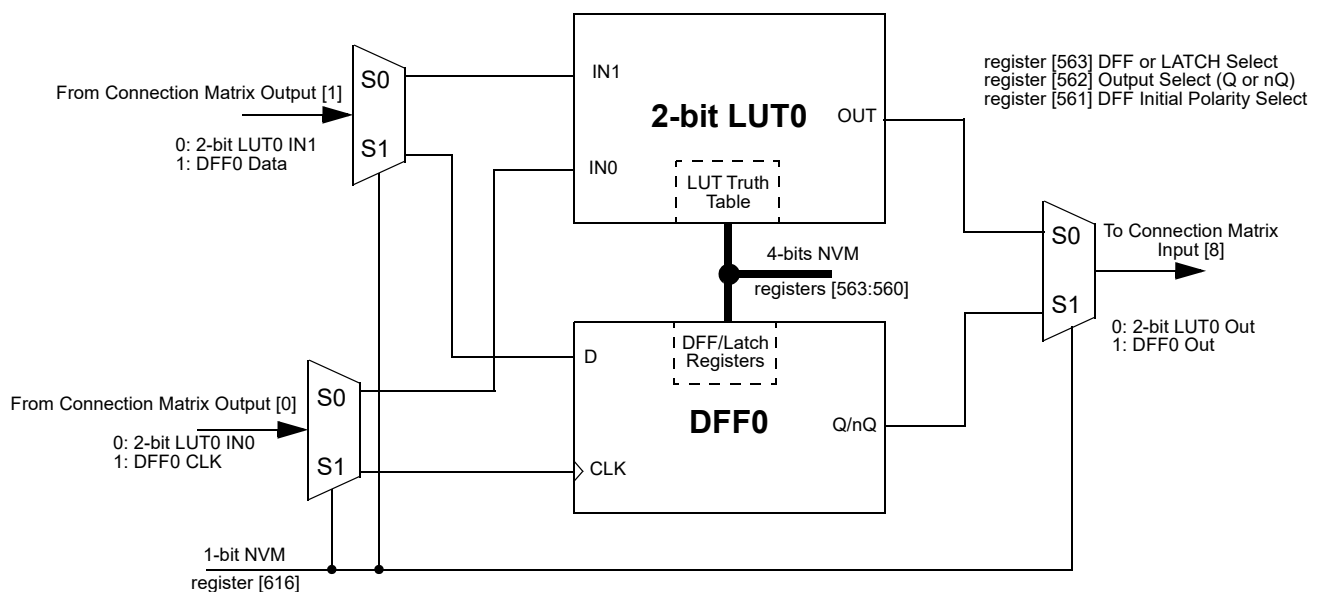 register [563] DFF or LATCH Select
register [562] Output Select (Q or nQ)
register [561] DFF Initial Polarity Select
From Connection Matrix Output [1]
0: 2-bit LUT0 IN1
1: DFF0 Data
S0
S1
IN1
IN0
2-bit LUT0
OUT
LUT Truth
Table
4-bits NVM
registers [563:560]
S0
S1
To Connection Matrix
Input [8]
0: 2-bit LUT0 Out
1: DFF0 Out
From Connection Matrix Output [0]
0: 2-bit LUT0 IN0
1: DFF0 CLK
S0
S1
DFF/Latch
Registers
D
DFF0
Q/nQ
CLK
1-bit NVM
register [616]